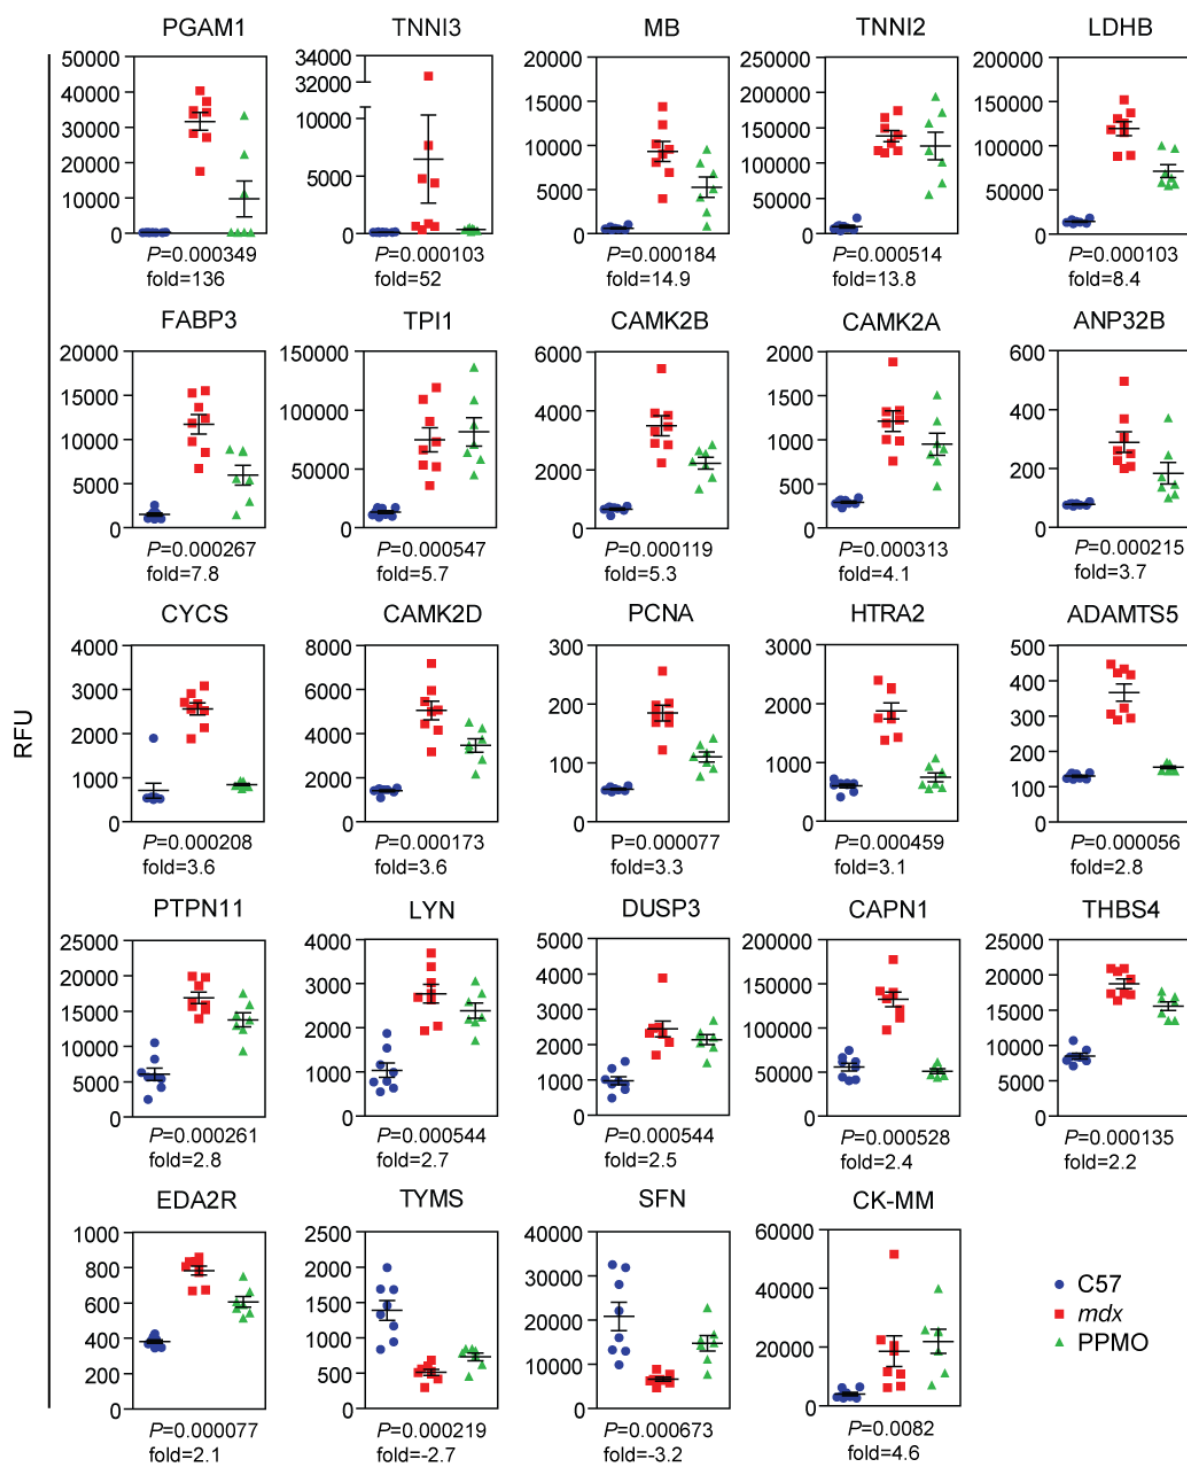 PGAM1 TNNI3 MB TNNI2 LDHB
50000 40000 30000 20000 10000 0
34000 32000 10000 5000 0
20000 15000 10000 5000 0
250000 200000 150000 100000 50000 0
200000 150000 100000 50000 0
P=0.000349 P=0.000103 P=0.000184 P=0.000514 P=0.000103
fold=136 fold=52 fold=14.9 fold=13.8 fold=8.4
FABP3 TPI1 CAMK2B CAMK2A ANP32B
20000 15000 10000 5000 0
150000 100000 50000 0
6000 4000 2000 0
2000 1500 1000 500 0
600 400 200 0
P=0.000267 P=0.000547 P=0.000119 P=0.000313 P=0.000215
fold=7.8 fold=5.7 fold=5.3 fold=4.1 fold=3.7
RFU
CYCS CAMK2D PCNA HTRA2 ADAMTS5
4000 3000 2000 1000 0
8000 6000 4000 2000 0
300 200 100 0
3000 2000 1000 0
500 400 300 200 100 0
P=0.000208 P=0.000173 P=0.000077 P=0.000459 P=0.000056
fold=3.6 fold=3.6 fold=3.3 fold=3.1 fold=2.8
PTPN11 LYN DUSP3 CAPN1 THBS4
25000 20000 15000 10000 5000 0
4000 3000 2000 1000 0
5000 4000 3000 2000 1000 0
200000 150000 100000 50000 0
25000 20000 15000 10000 5000 0
P=0.000261 P=0.000544 P=0.000544 P=0.000528 P=0.000135
fold=2.8 fold=2.7 fold=2.5 fold=2.4 fold=2.2
EDA2R TYMS SFN CK-MM
1000 800 600 400 200 0
2500 2000 1500 1000 500 0
40000 30000 20000 10000 0
60000 40000 20000 0
P=0.000077 P=0.000219 P=0.000673 P=0.0082
fold=2.1 fold=-2.7 fold=-3.2 fold=4.6
C57
mdx
PPMO